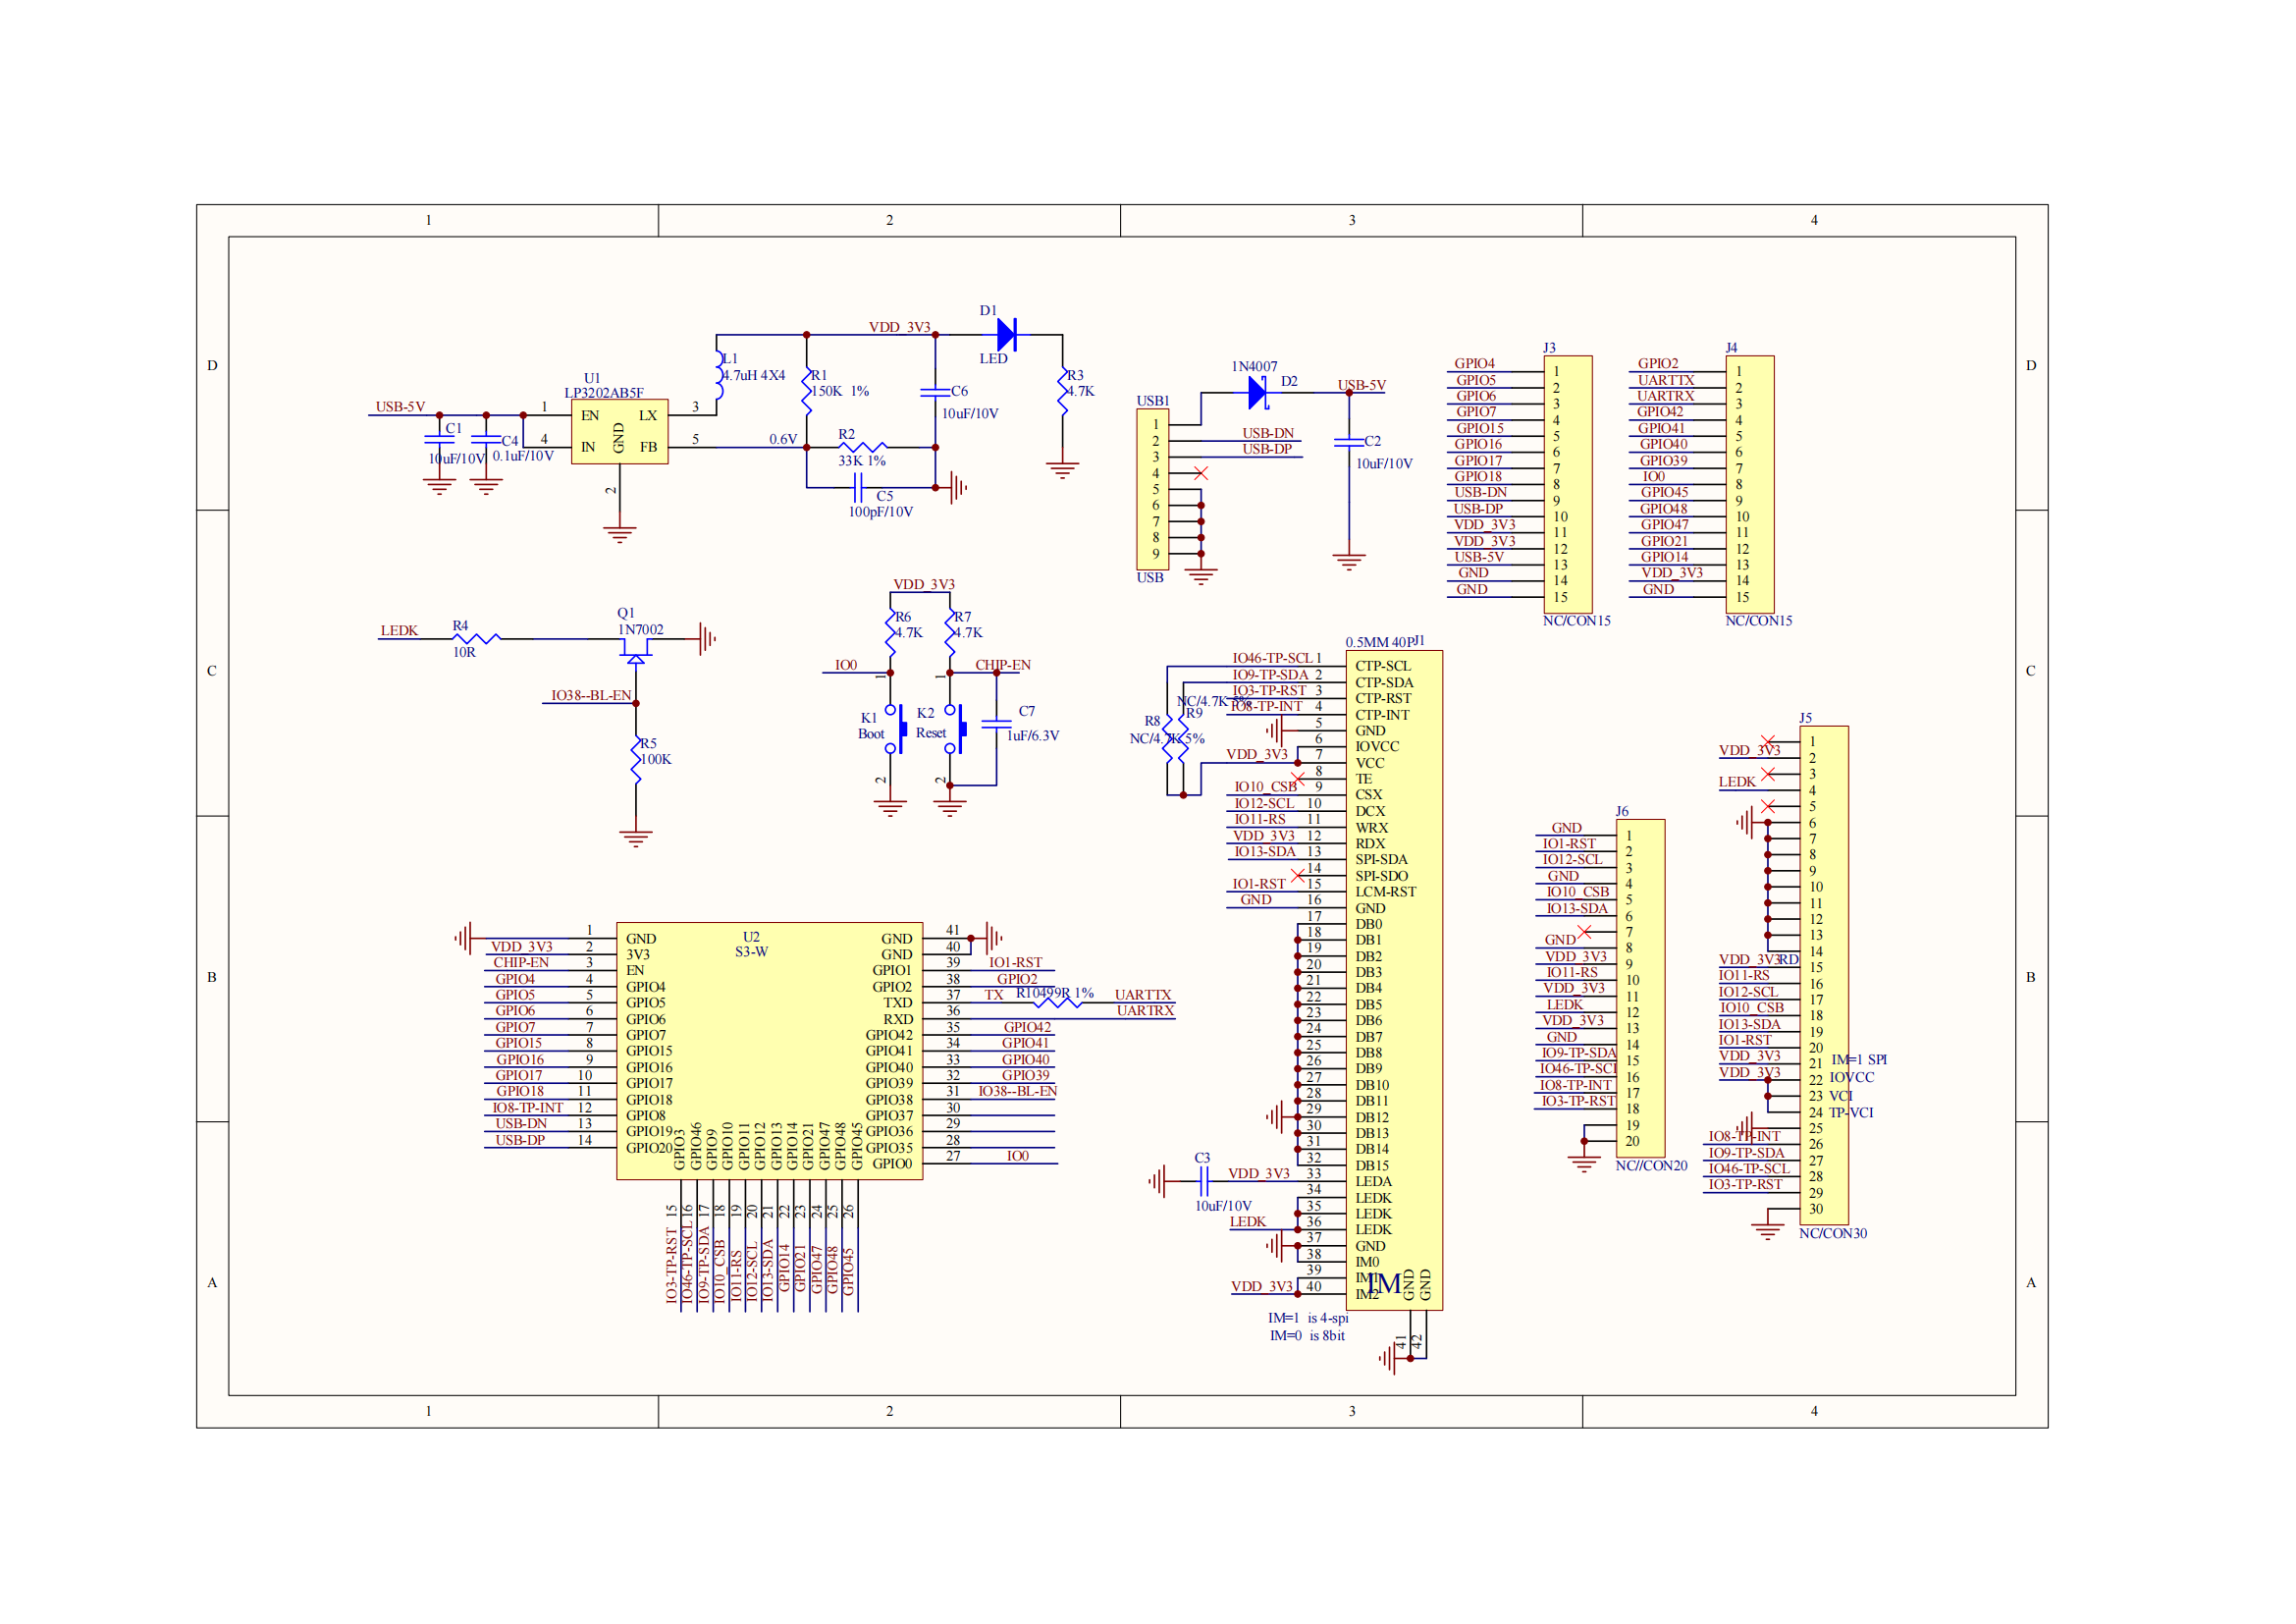 1
2
3
4
D
C
B
A
D
C
B
A
1
2
3
4
U1
LP3202AB5F
USB-5V
1
EN
LX
3
4
IN
FB
5
GND
2
C1
10uF/10V
C4
0.1uF/10V
L1
4.7uH 4X4
R1
150K 1%
VDD_3V3
0.6V
R2
33K 1%
C5
100pF/10V
C6
10uF/10V
D1
LED
R3
4.7K
1N4007
D2
USB-5V
USB1
1
2
3
4
5
6
7
8
9
USB
USB-DN
USB-DP
C2
10uF/10V
J3
GPIO4 1
GPIO5 2
GPIO6 3
GPIO7 4
GPIO15 5
GPIO16 6
GPIO17 7
GPIO18 8
USB-DN 9
USB-DP 10
VDD_3V3 11
VDD_3V3 12
USB-5V 13
GND 14
GND 15
NC/CON15
J4
GPIO2 1
UARTTX 2
UARTRX 3
GPIO42 4
GPIO41 5
GPIO40 6
GPIO39 7
IO0 8
GPIO45 9
GPIO48 10
GPIO47 11
GPIO21 12
GPIO14 13
VDD_3V3 14
GND 15
NC/CON15
LEDK
R4
10R
Q1
1N7002
IO38--BL-EN
R5
100K
VDD_3V3
R6
4.7K
R7
4.7K
IO0
CHIP-EN
1
1
K1
Boot
K2
Reset
C7
1uF/6.3V
2
2
0.5MM 40P
J1
IO46-TP-SCL 1 CTP-SCL
IO9-TP-SDA 2 CTP-SDA
IO3-TP-RST 3 CTP-RST
IO8-TP-INT 4 CTP-INT
5 GND
6 IOVCC
VDD_3V3 7 VCC
8 TE
IO10_CSB 9 CSX
IO12-SCL 10 DCX
IO11-RS 11 WRX
VDD_3V3 12 RDX
IO13-SDA 13 SPI-SDA
14 SPI-SDO
IO1-RST 15 LCM-RST
GND 16 GND
17 DB0
18 DB1
19 DB2
20 DB3
21 DB4
22 DB5
23 DB6
24 DB7
25 DB8
26 DB9
27 DB10
28 DB11
29 DB12
30 DB13
31 DB14
32 DB15
VDD_3V3 33 LEDA
34 LEDK
35 LEDK
LEDK 36 LEDK
37 GND
38 IM0
39 IM1
VDD_3V3 40 IM2
IM
GND
GND
41
42
NC/4.7K 5%
R8
R9
NC/4.7K 5%
C3
10uF/10V
IM=1 is 4-spi
IM=0 is 8bit
U2
S3-W
1 GND
VDD_3V3 2 3V3
CHIP-EN 3 EN
GPIO4 4 GPIO4
GPIO5 5 GPIO5
GPIO6 6 GPIO6
GPIO7 7 GPIO7
GPIO15 8 GPIO15
GPIO16 9 GPIO16
GPIO17 10 GPIO17
GPIO18 11 GPIO18
IO8-TP-INT 12 GPIO8
USB-DN 13 GPIO19
USB-DP 14 GPIO20
GND 41
GND 40
GPIO1 39 IO1-RST
GPIO2 38 GPIO2
TXD 37 TX R10 499R 1% UARTTX
RXD 36 UARTRX
GPIO42 35 GPIO42
GPIO41 34 GPIO41
GPIO40 33 GPIO40
GPIO39 32 GPIO39
GPIO38 31 IO38--BL-EN
GPIO37 30
GPIO36 29
GPIO35 28
GPIO0 27 IO0
GPIO3 15 IO3-TP-RST
GPIO46 16 IO46-TP-SCL
GPIO9 17 IO9-TP-SDA
GPIO10 18 IO10_CSB
GPIO11 19 IO11-RS
GPIO12 20 IO12-SCL
GPIO13 21 IO13-SDA
GPIO14 22 GPIO14
GPIO21 23 GPIO21
GPIO47 24 GPIO47
GPIO48 25 GPIO48
GPIO45 26 GPIO45
J6
GND 1
IO1-RST 2
IO12-SCL 3
GND 4
IO10_CSB 5
IO13-SDA 6
7
GND 8
VDD_3V3 9
IO11-RS 10
VDD_3V3 11
LEDK 12
VDD_3V3 13
GND 14
IO9-TP-SDA 15
IO46-TP-SCL 16
IO8-TP-INT 17
IO3-TP-RST 18
19
20
NC//CON20
J5
1
VDD_3V3 2
3
LEDK 4
5
6
7
8
9
10
11
12
13
14
VDD_3V3 RD 15
IO11-RS 16
IO12-SCL 17
IO10_CSB 18
IO13-SDA 19
IO1-RST 20
VDD_3V3 21 IM=1 SPI
VDD_3V3 22 IOVCC
23 VCI
24 TP-VCI
25
IO8-TP-INT 26
IO9-TP-SDA 27
IO46-TP-SCL 28
IO3-TP-RST 29
30
NC/CON30